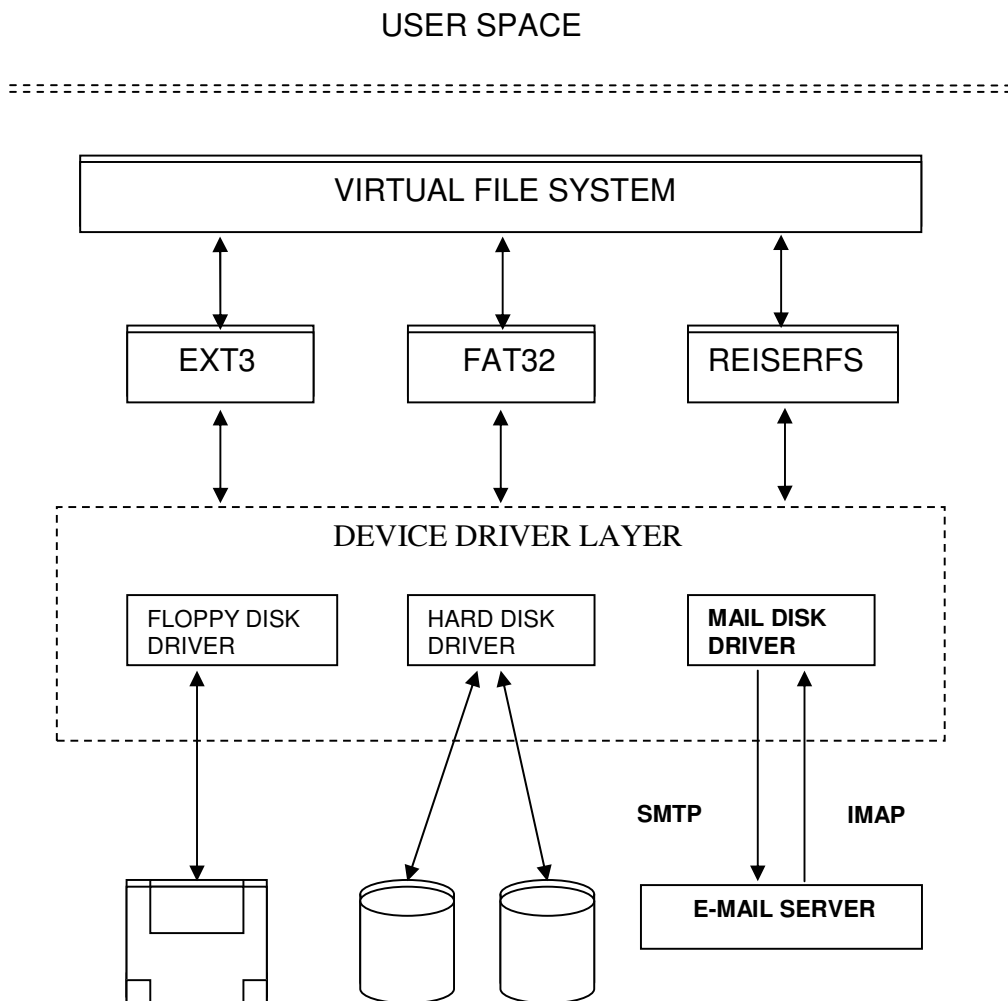 USER SPACE
VIRTUAL FILE SYSTEM
EXT3
FAT32
REISERFS
DEVICE DRIVER LAYER
FLOPPY DISK
DRIVER
HARD DISK
DRIVER
MAIL DISK
DRIVER
SMTP
IMAP
E-MAIL SERVER